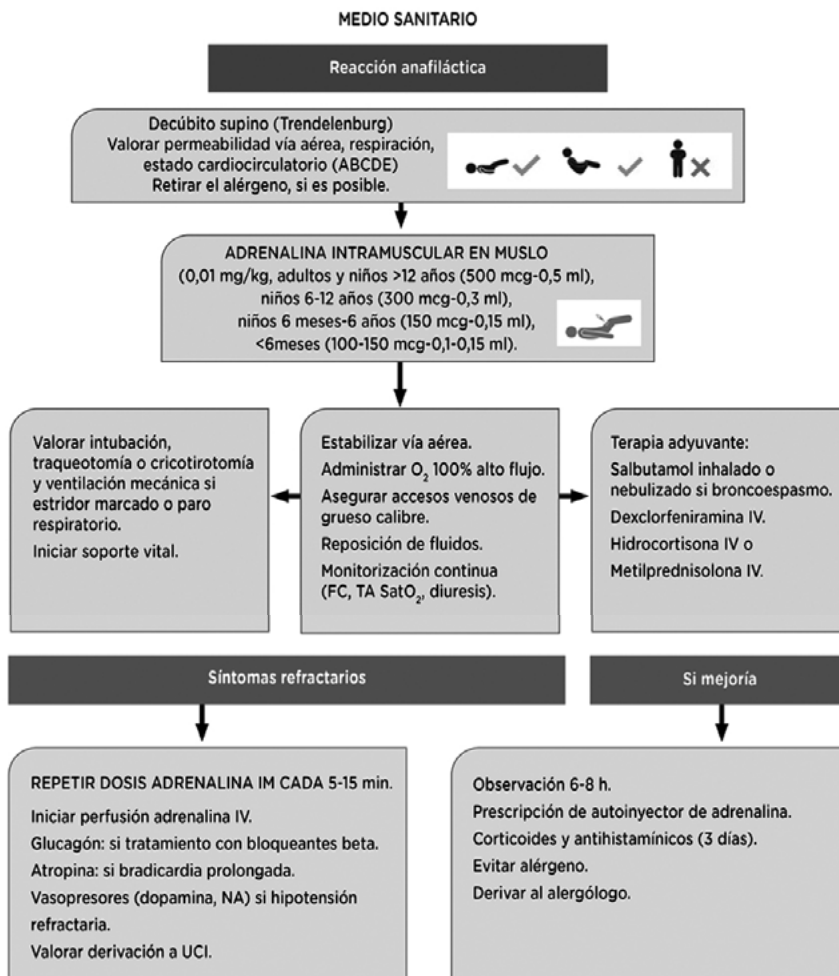 MEDIO SANITARIO
Reacción anafiláctica
Decúbito supino (Trendelenburg)
Valorar permeabilidad vía aérea, respiración,
estado cardiocirculatorio (ABCDE)
Retirar el alérgeno, si es posible.
ADRENALINA INTRAMUSCULAR EN MUSLO
(0,01 mg/kg, adultos y niños >12 años (500 mcg-0,5 ml),
niños 6-12 años (300 mcg-0,3 ml),
niños 6 meses-6 años (150 mcg-0,15 ml),
<6meses (100-150 mcg-0,1-0,15 ml).
Valorar intubación,
traqueotomía o cricotirotomía
y ventilación mecánica si
estridor marcado o paro
respiratorio.
Iniciar soporte vital.
Estabilizar vía aérea.
Administrar O₂ 100% alto flujo.
Asegurar accesos venosos de
grueso calibre.
Reposición de fluidos.
Monitorización continua
(FC, TA SatO₂, diuresis).
Terapia adyuvante:
Salbutamol inhalado o
nebulizado si broncoespasmo.
Dexclorfeniramina IV.
Hidrocortisona IV o
Metilprednisolona IV.
Síntomas refractarios
Si mejoría
REPETIR DOSIS ADRENALINA IM CADA 5-15 min.
Iniciar perfusión adrenalina IV.
Glucagón: si tratamiento con bloqueantes beta.
Atropina: si bradicardia prolongada.
Vasopresores (dopamina, NA) si hipotensión
refractaria.
Valorar derivación a UCI.
Observación 6-8 h.
Prescripción de autoinyector de adrenalina.
Corticoides y antihistamínicos (3 días).
Evitar alérgeno.
Derivar al alergólogo.